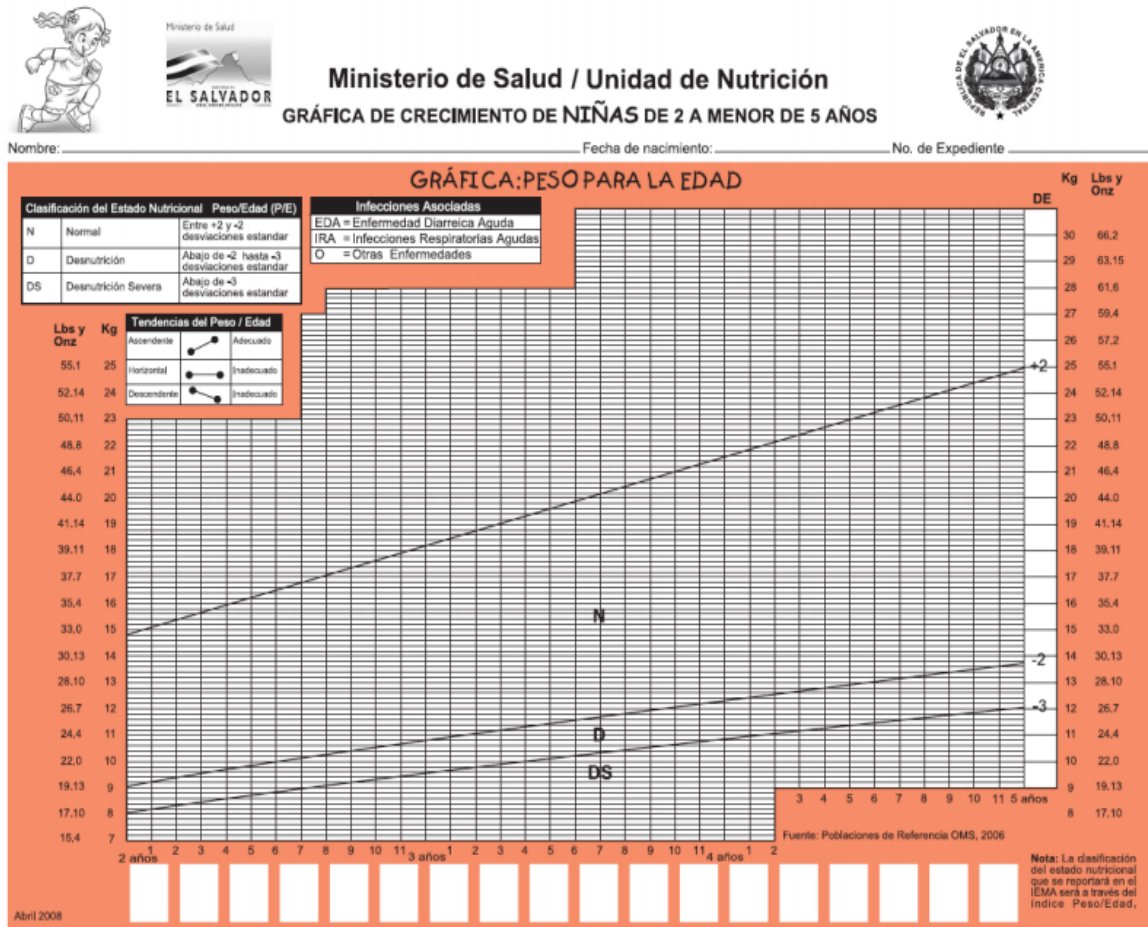 Ministerio de Salud
EL SALVADOR
Ministerio de Salud / Unidad de Nutrición
GRÁFICA DE CRECIMIENTO DE NIÑAS DE 2 A MENOR DE 5 AÑOS
REPÚBLICA DE EL SALVADOR EN LA AMÉRICA CENTRAL
Nombre: Fecha de nacimiento: No. de Expediente
GRÁFICA: PESO PARA LA EDAD
Clasificación del Estado Nutricional Peso/Edad (P/E)
N Normal Entre +2 y -2 desviaciones estandar
D Desnutrición Abajo de -2 hasta -3 desviaciones estandar
DS Desnutrición Severa Abajo de -3 desviaciones estandar
Infecciones Asociadas
EDA = Enfermedad Diarreica Aguda
IRA = Infecciones Respiratorias Agudas
O = Otras Enfermedades
Tendencias del Peso / Edad
Ascendente Adecuado
Horizontal Inadecuado
Descendente Inadecuado
Lbs y Onz Kg
55,1 25
52,14 24
50,11 23
48,8 22
46,4 21
44,0 20
41,14 19
39,11 18
37,7 17
35,4 16
33,0 15
30,13 14
28,10 13
26,7 12
24,4 11
22,0 10
19,13 9
17,10 8
15,4 7
DE Kg Lbs y Onz
30 66,2
29 63,15
28 61,6
27 59,4
26 57,2
+2 25 55,1
24 52,14
23 50,11
22 48,8
21 46,4
20 44,0
19 41,14
18 39,11
17 37,7
16 35,4
15 33,0
-2 14 30,13
13 28,10
-3 12 26,7
11 24,4
10 22,0
9 19,13
8 17,10
N
D
DS
2 años 1 2 3 4 5 6 7 8 9 10 11 3 años 1 2 3 4 5 6 7 8 9 10 11 4 años 1 2
3 4 5 6 7 8 9 10 11 5 años
Fuente: Poblaciones de Referencia OMS, 2006
Nota: La clasificación
del estado nutricional
que se reportará en el
IEMA será a través del
índice Peso/Edad,
Abril 2008